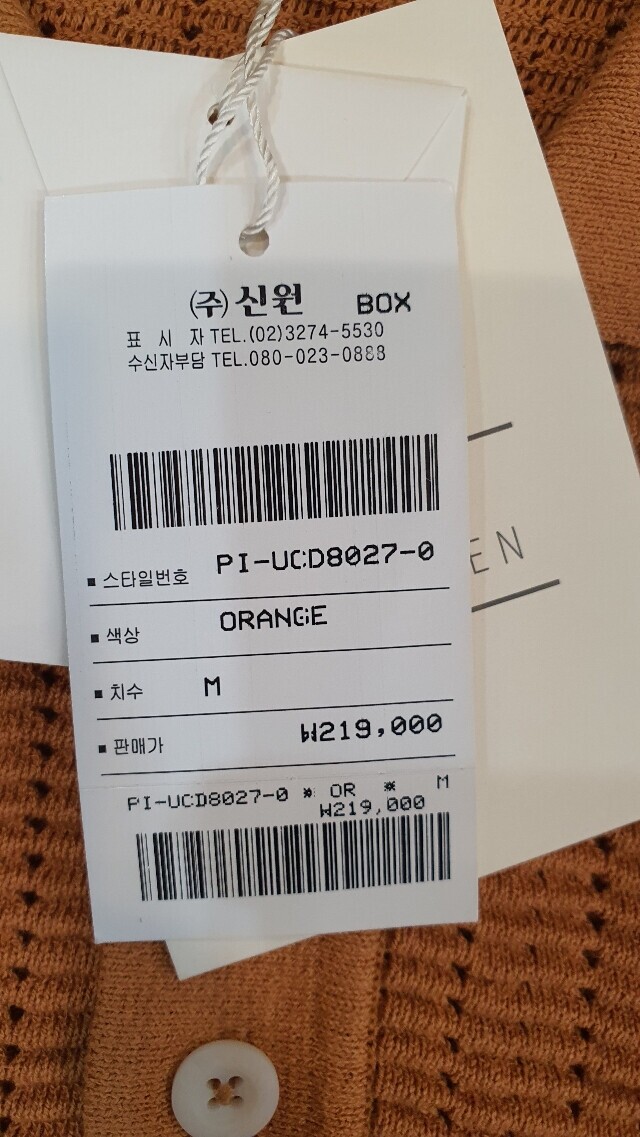 (주)신원 BOX
표 시 자 TEL.(02)3274-5530
수신자부담 TEL.080-023-0888
▪ 스타일번호 PI-UCD8027-0
▪ 색상 ORANGE
▪ 치수 M
▪ 판매가 ₩219,000
PI-UCD8027-0 * OR * M
₩219,000
EN